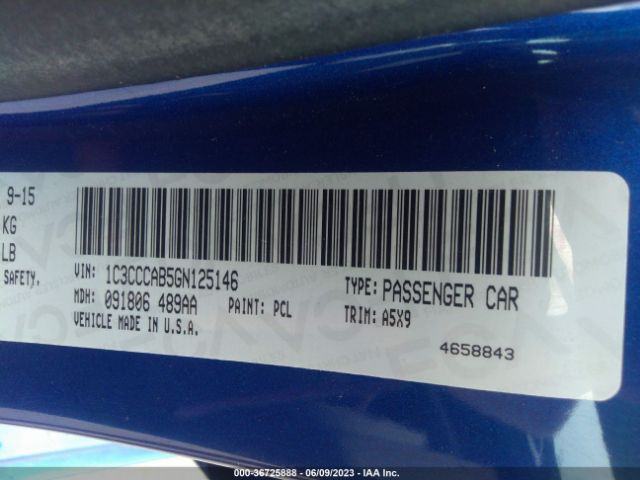 9-15
KG
LB
SAFETY.
VIN: 1C3CCCAB5GN125146
TYPE: PASSENGER CAR
MDH: 091806 489AA PAINT: PCL
TRIM: A5X9
VEHICLE MADE IN U.S.A.
4658843
000-36725888 - 06/09/2023 - IAA Inc.